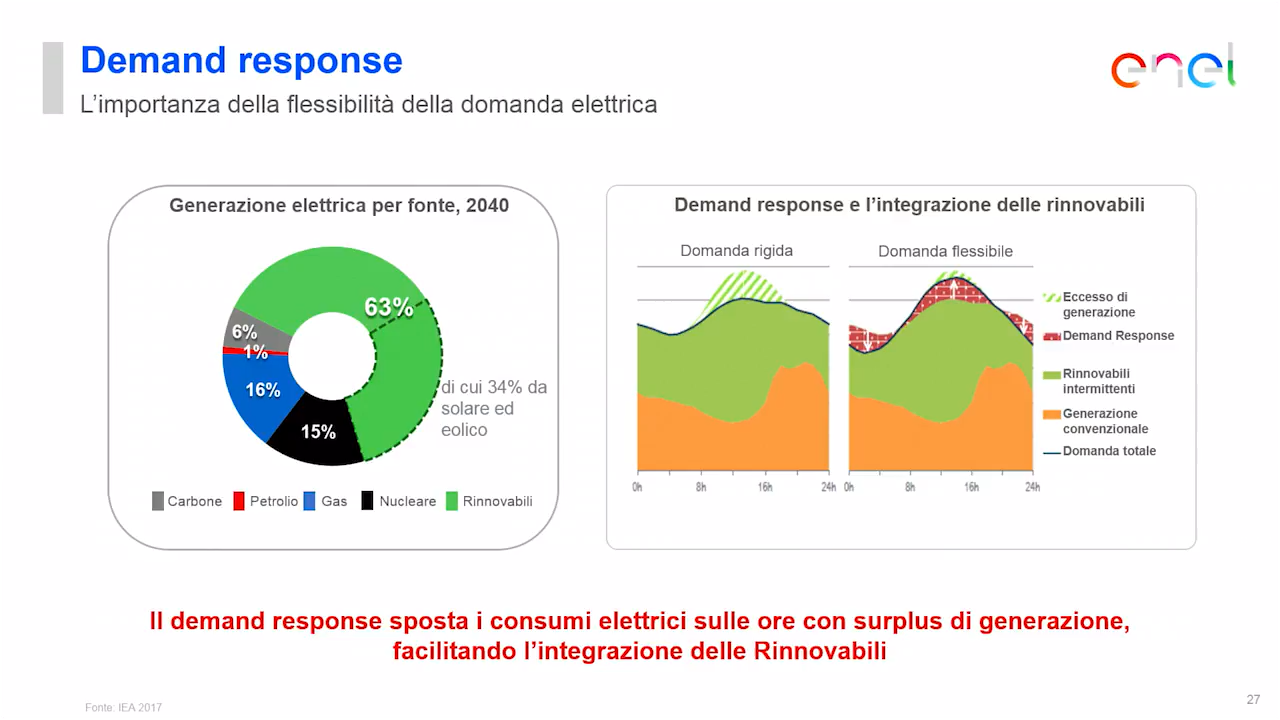 Demand response
L’importanza della flessibilità della domanda elettrica
enel
Generazione elettrica per fonte, 2040
63%
6%
1%
16%
15%
di cui 34% da
solare ed
eolico
Carbone Petrolio Gas Nucleare Rinnovabili
Demand response e l’integrazione delle rinnovabili
Domanda rigida
Domanda flessibile
0h 8h 16h 24h
0h 8h 16h 24h
Eccesso di
generazione
Demand Response
Rinnovabili
intermittenti
Generazione
convenzionale
Domanda totale
Il demand response sposta i consumi elettrici sulle ore con surplus di generazione,
facilitando l’integrazione delle Rinnovabili
Fonte: IEA 2017
27